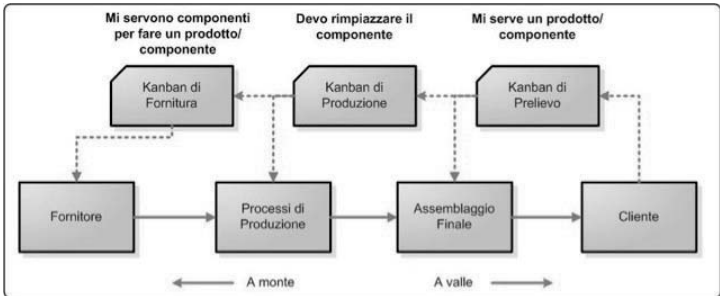 Mi servono componenti
per fare un prodotto/
componente
Devo rimpiazzare il
componente
Mi serve un prodotto/
componente
Kanban di
Fornitura
Kanban di
Produzione
Kanban di
Prelievo
Fornitore
Processi di
Produzione
Assemblaggio
Finale
Cliente
A monte
A valle